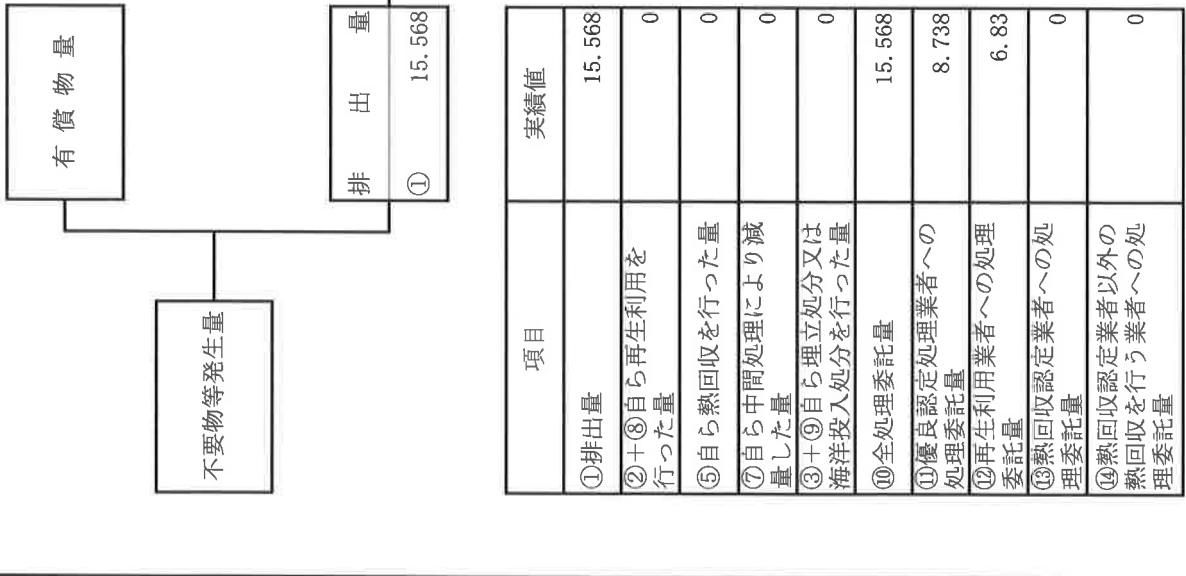 有償物量
不要物等発生量
排出量
① 15.568
項目 実績値
①排出量 15.568
②+⑧自ら再生利用を
行った量 0
⑤自ら熱回収を行った量 0
⑦自ら中間処理により減
量した量 0
③+⑨自ら埋立処分又は
海洋投入処分を行った量 0
⑩全処理委託量 15.568
⑪優良認定処理業者への
処理委託量 8.738
⑫再生利用業者への処理
委託量 6.83
⑬熱回収認定業者への処
理委託量 0
⑭熱回収認定業者以外の
熱回収を行う業者への処
理委託量 0